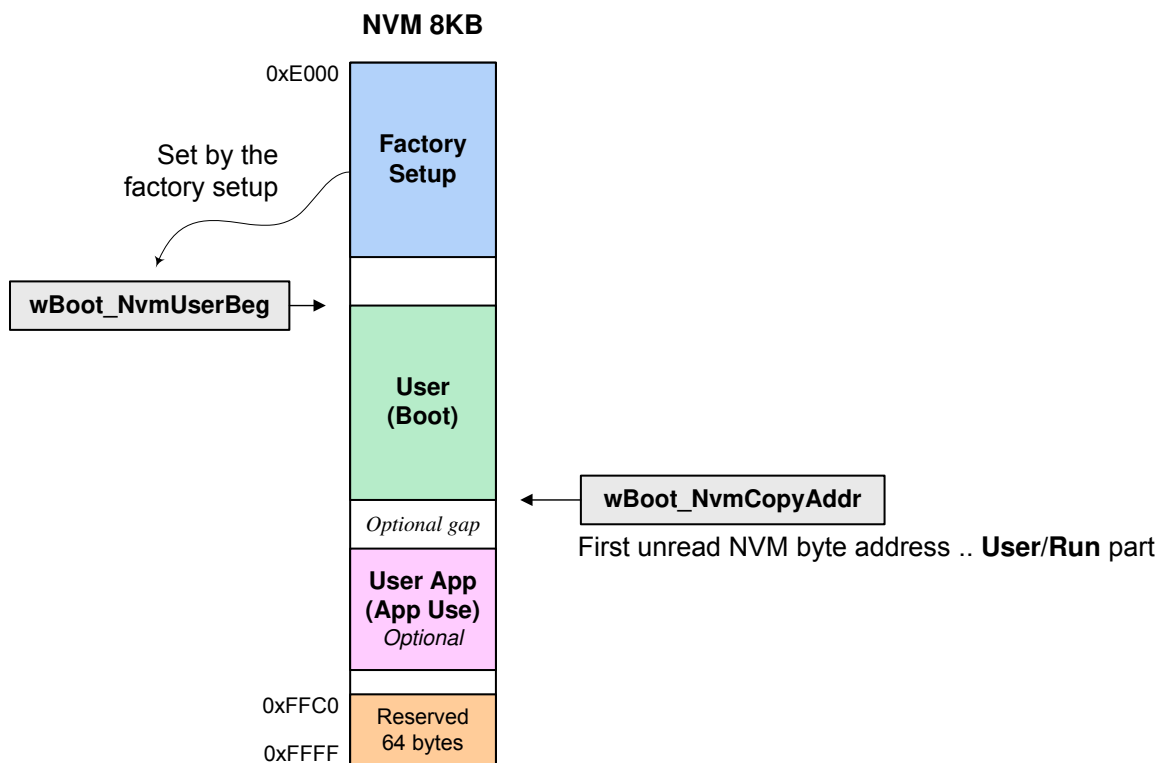 NVM 8KB
0xE000
Factory
Setup
Set by the
factory setup
wBoot_NvmUserBeg
User
(Boot)
wBoot_NvmCopyAddr
Optional gap
First unread NVM byte address .. User/Run part
User App
(App Use)
Optional
0xFFC0
Reserved
64 bytes
0xFFFF